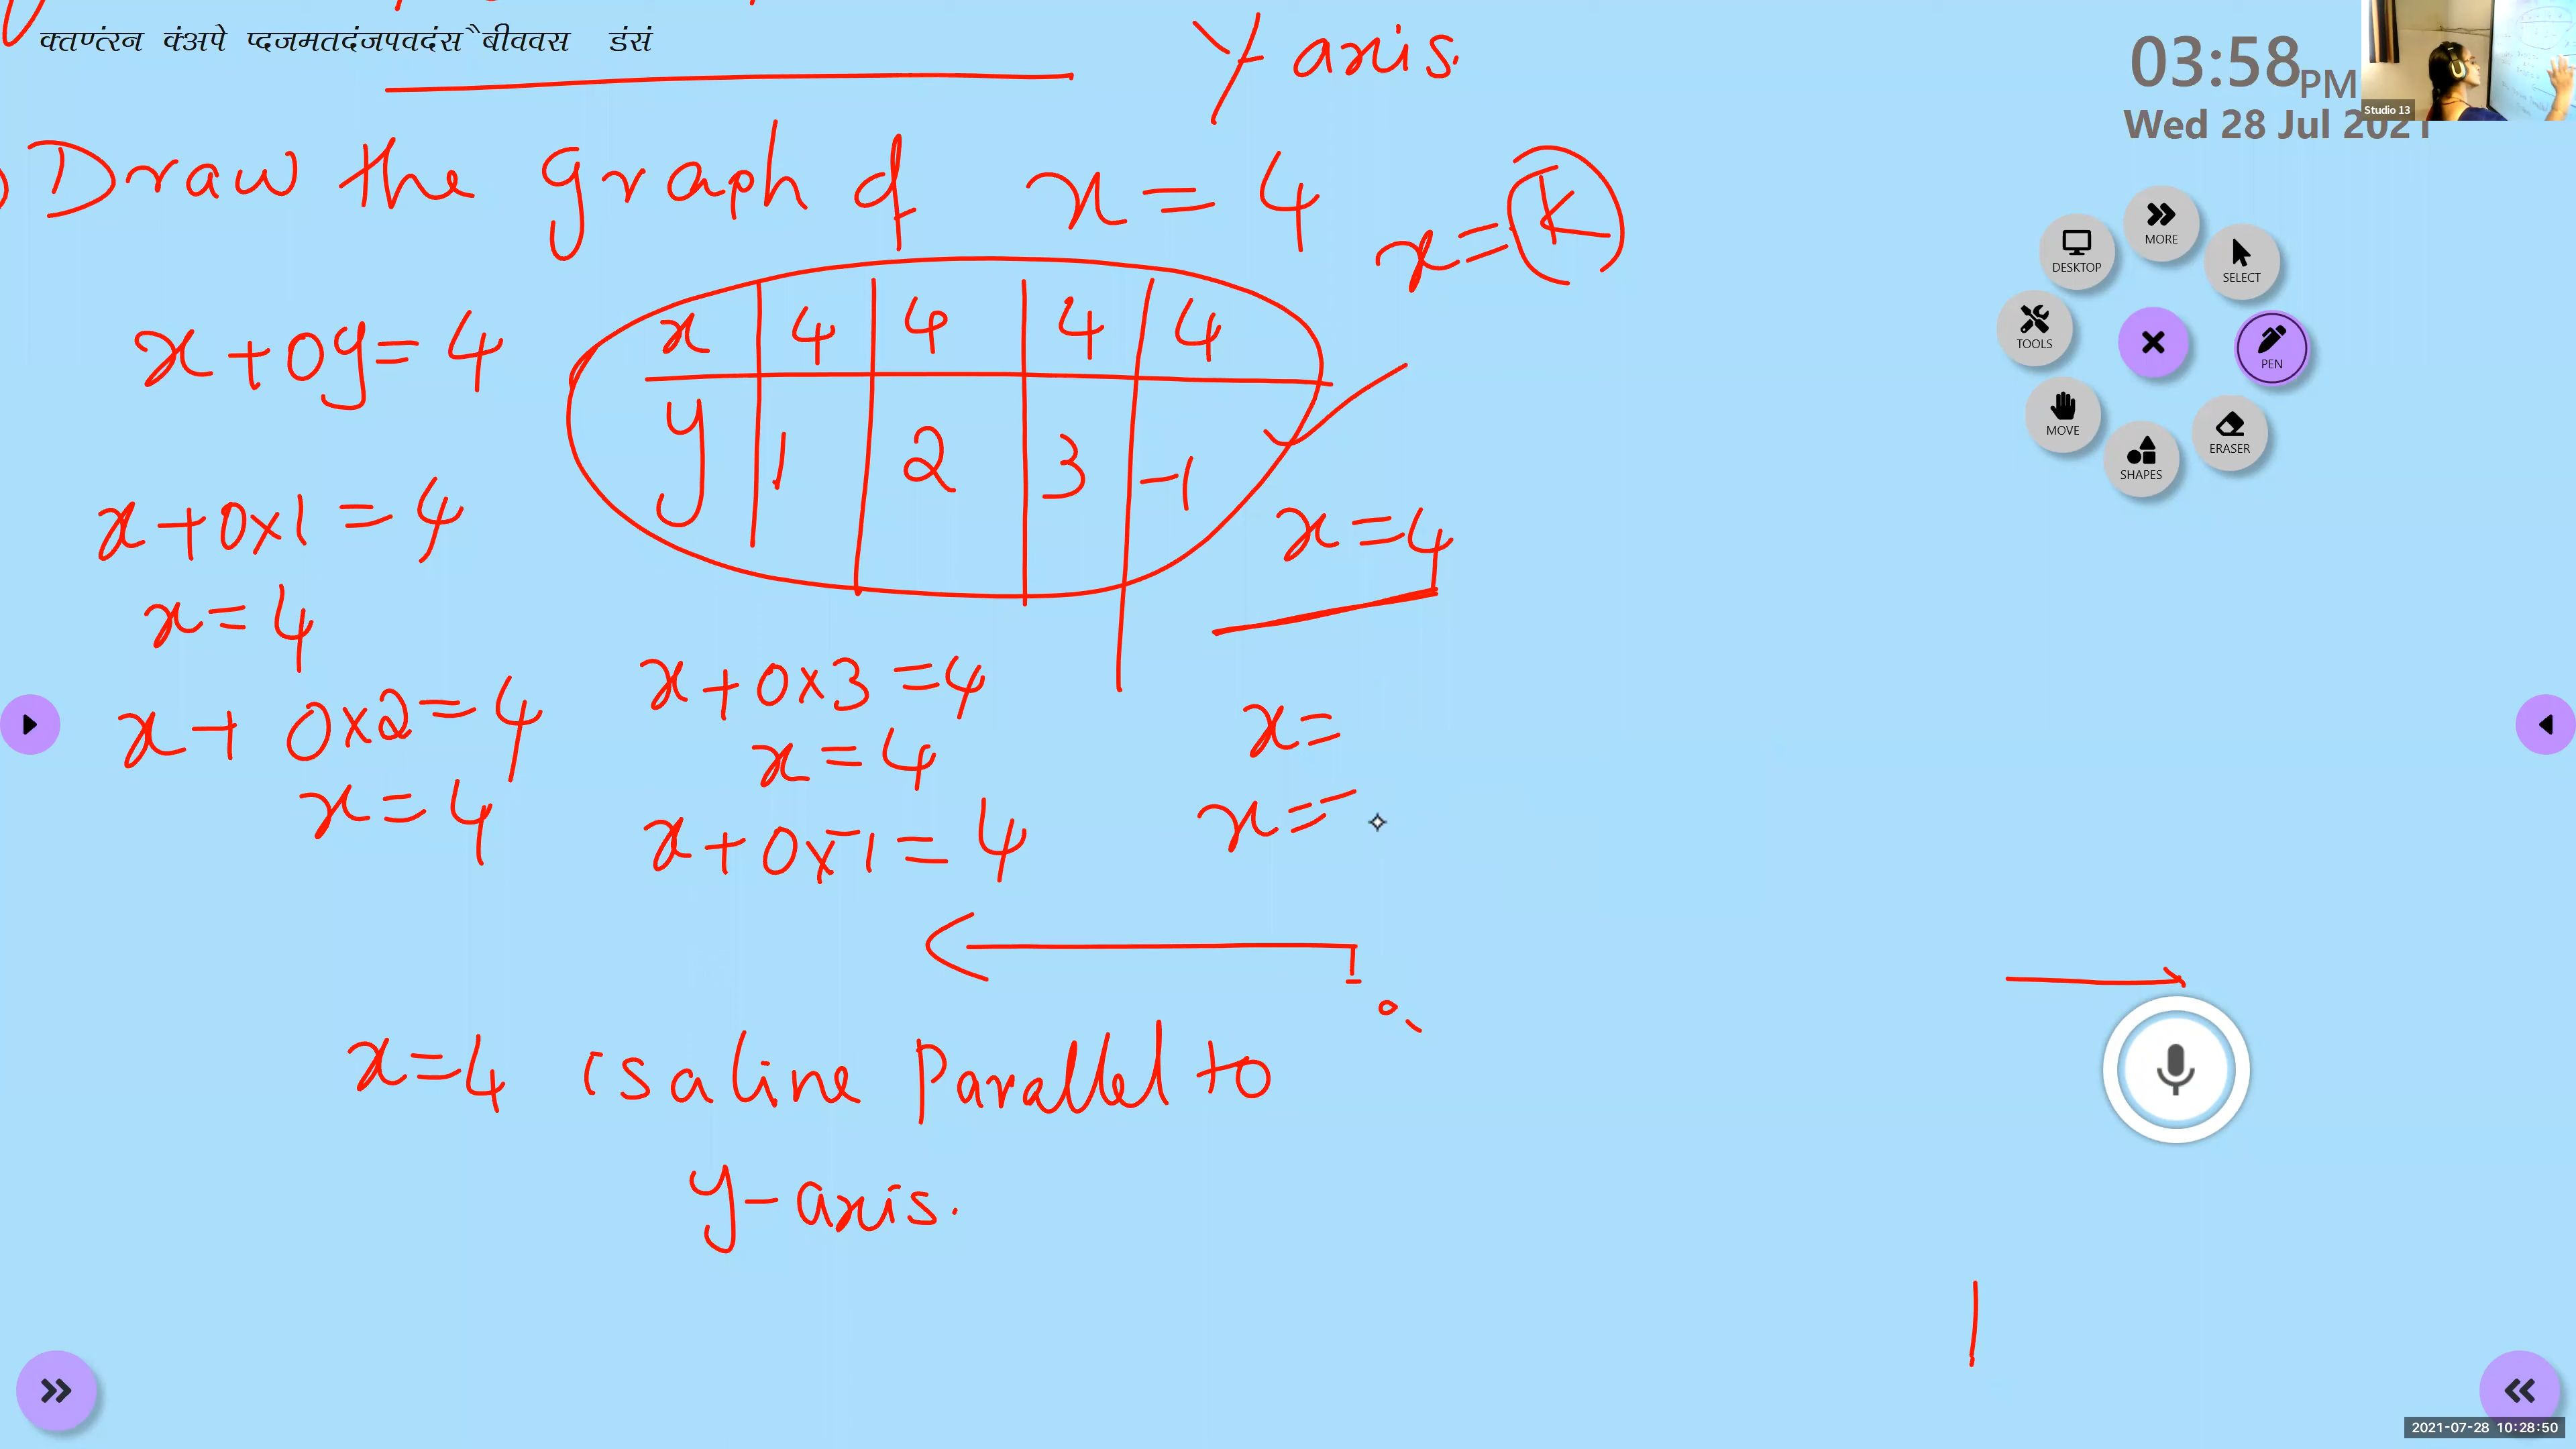 क्तण्ंरन कंअपे प्दजमतदंजपवदंस ैबीववस डंसं
Y axis.
03:58 PM
Wed 28 Jul 2021
Studio 13
Draw the graph of x = 4
x = K
x + 0y = 4
x 4 4 4 4
y 1 2 3 -1
x + 0×1 = 4
x = 4
x = 4
x + 0×2 = 4
x = 4
x + 0×3 = 4
x = 4
x + 0×-1 = 4
x =
x =
x=4 is a line Parallel to
y-axis.
MORE
DESKTOP
SELECT
TOOLS
PEN
MOVE
ERASER
SHAPES
2021-07-28 10:28:50